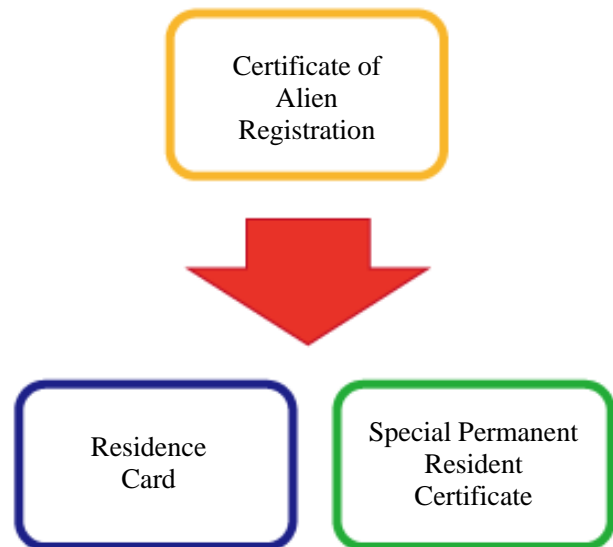 Certificate of
Alien
Registration
Residence
Card
Special Permanent
Resident
Certificate